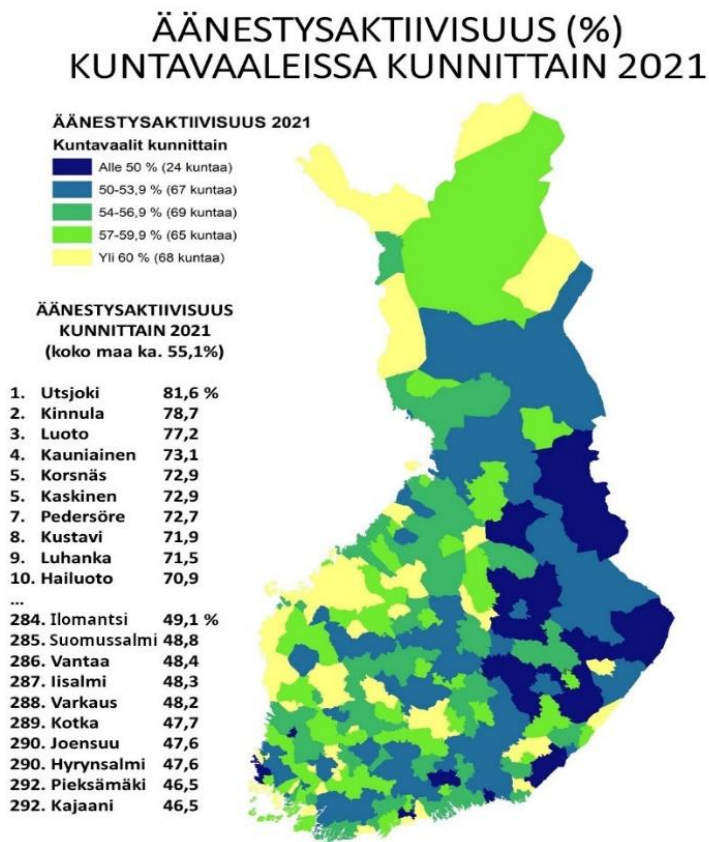 ÄÄNESTYSAKTIIVISUUS (%)
KUNTAVAALEISSA KUNNITTAIN 2021
ÄÄNESTYSAKTIIVISUUS 2021
Kuntavaalit kunnittain
Alle 50 % (24 kuntaa)
50-53,9 % (67 kuntaa)
54-56,9 % (69 kuntaa)
57-59,9 % (65 kuntaa)
Yli 60 % (68 kuntaa)
ÄÄNESTYSAKTIIVISUUS
KUNNITTAIN 2021
(koko maa ka. 55,1%)
1. Utsjoki 81,6 %
2. Kinnula 78,7
3. Luoto 77,2
4. Kauniainen 73,1
5. Korsnäs 72,9
5. Kaskinen 72,9
7. Pedersöre 72,7
8. Kustavi 71,9
9. Luhanka 71,5
10. Hailuoto 70,9
...
284. Ilomantsi 49,1 %
285. Suomussalmi 48,8
286. Vantaa 48,4
287. Iisalmi 48,3
288. Varkaus 48,2
289. Kotka 47,7
290. Joensuu 47,6
290. Hyrynsalmi 47,6
292. Pieksämäki 46,5
292. Kajaani 46,5